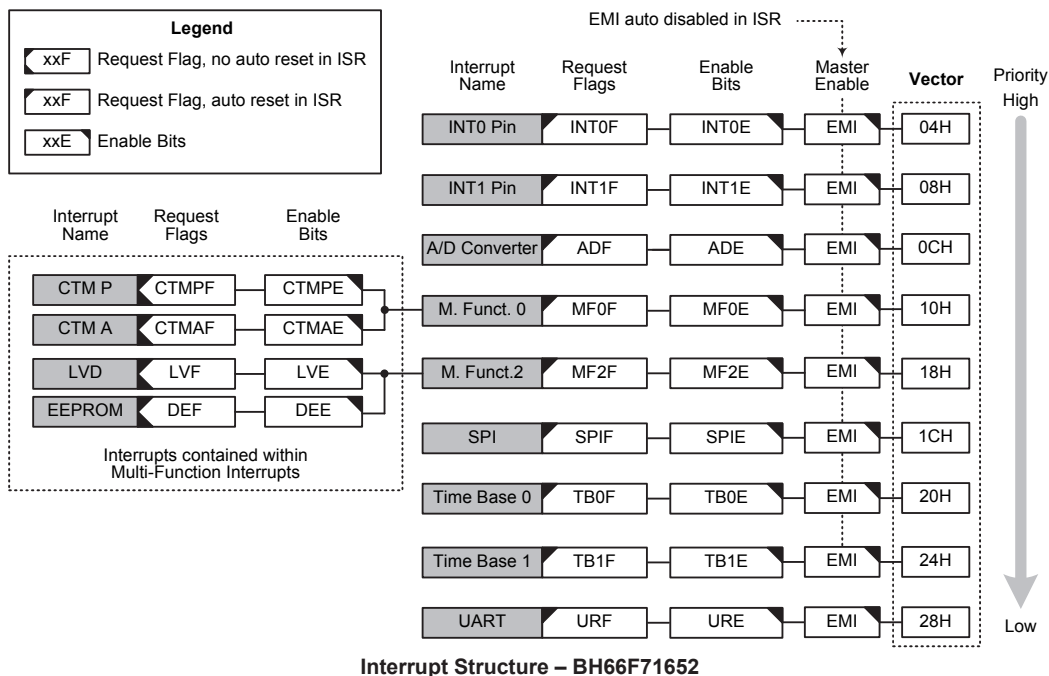 Legend
xxF Request Flag, no auto reset in ISR
xxF Request Flag, auto reset in ISR
xxE Enable Bits
EMI auto disabled in ISR
Interrupt Name
Request Flags
Enable Bits
Master Enable
Vector
Priority
High
INT0 Pin INT0F INT0E EMI 04H
INT1 Pin INT1F INT1E EMI 08H
A/D Converter ADF ADE EMI 0CH
M. Funct. 0 MF0F MF0E EMI 10H
M. Funct.2 MF2F MF2E EMI 18H
SPI SPIF SPIE EMI 1CH
Time Base 0 TB0F TB0E EMI 20H
Time Base 1 TB1F TB1E EMI 24H
UART URF URE EMI 28H
Low
Interrupt Name
Request Flags
Enable Bits
CTM P CTMPF CTMPE
CTM A CTMAF CTMAE
LVD LVF LVE
EEPROM DEF DEE
Interrupts contained within
Multi-Function Interrupts
Interrupt Structure – BH66F71652